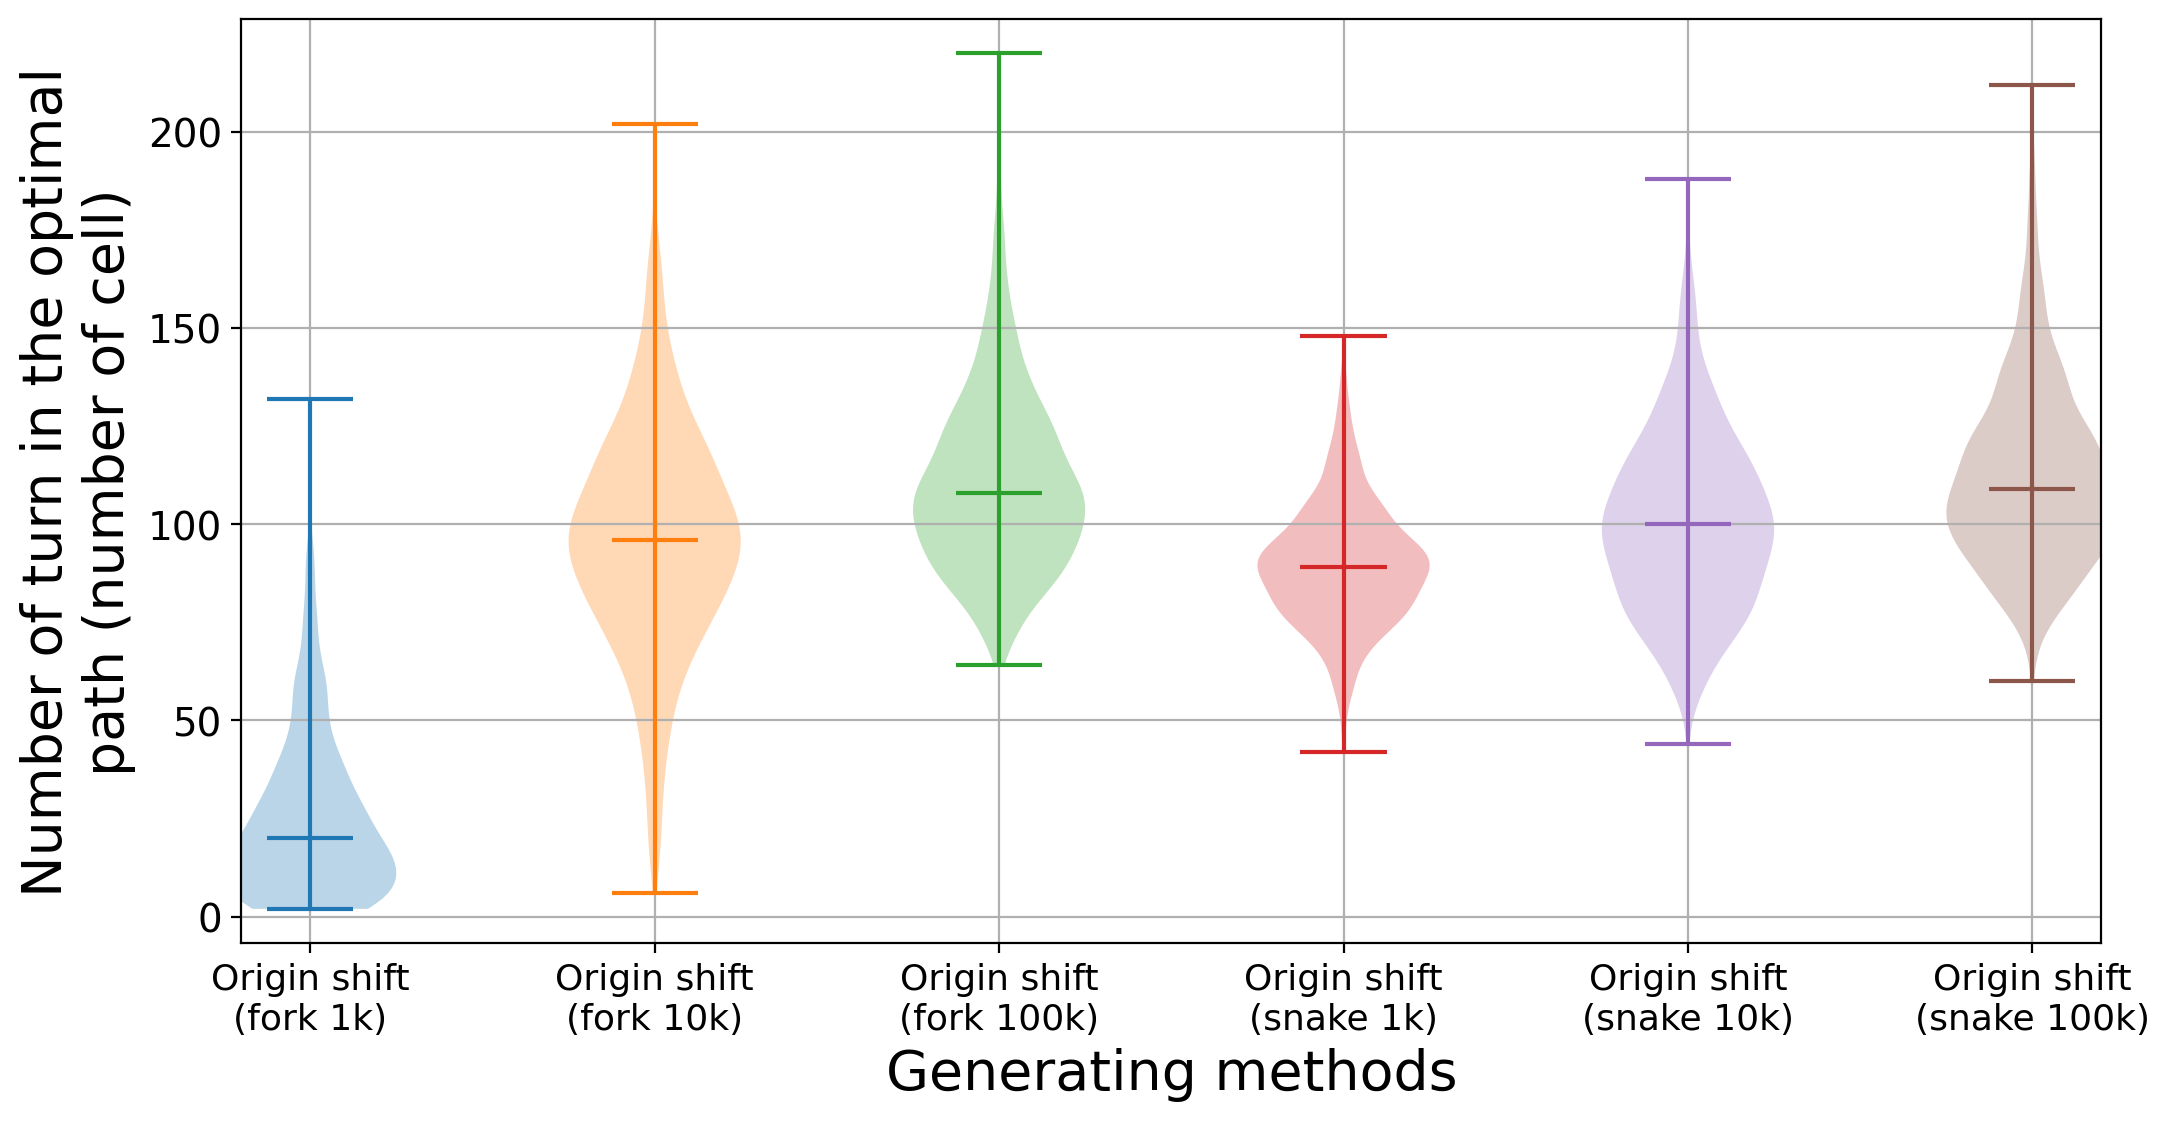 Number of turn in the optimal
path (number of cell)
200
150
100
50
0
Origin shift
(fork 1k)
Origin shift
(fork 10k)
Origin shift
(fork 100k)
Origin shift
(snake 1k)
Origin shift
(snake 10k)
Origin shift
(snake 100k)
Generating methods